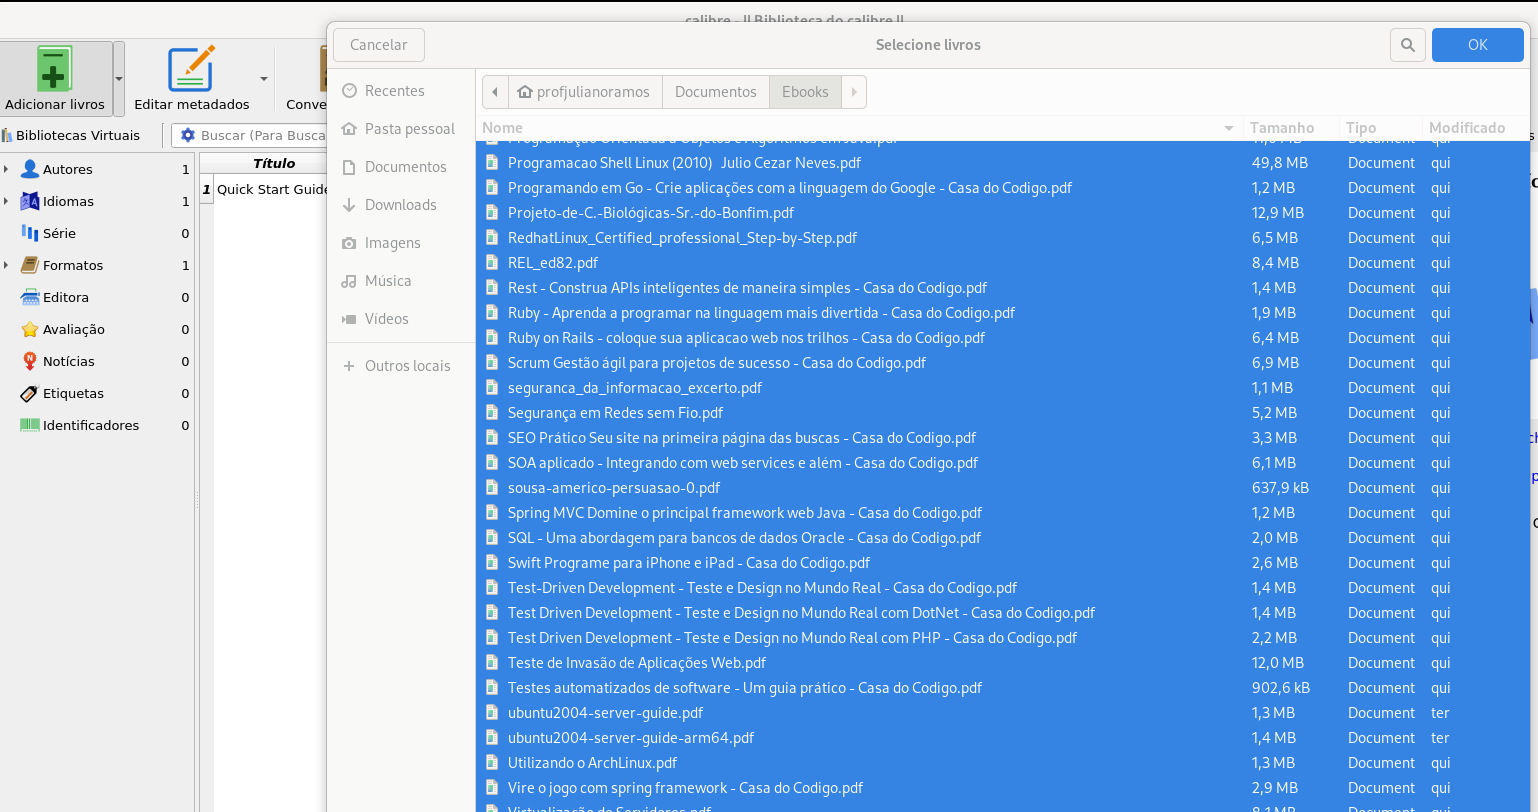 calibre - || Biblioteca do calibre ||
Cancelar
Selecione livros
OK
Adicionar livros
Editar metadados
Conve
Bibliotecas Virtuais
Buscar (Para Busca
Autores 1
Idiomas 1
Série 0
Formatos 1
Editora 0
Avaliação 0
Notícias 0
Etiquetas 0
Identificadores 0
Título
1 Quick Start Guide
Recentes
Pasta pessoal
Documentos
Downloads
Imagens
Música
Vídeos
Outros locais
profjulianoramos Documentos Ebooks
Nome Tamanho Tipo Modificado
Programação Orientada a Objetos e Algoritmos em Java.pdf Document qui
Programacao Shell Linux (2010) Julio Cezar Neves.pdf 49,8 MB Document qui
Programando em Go - Crie aplicações com a linguagem do Google - Casa do Codigo.pdf 1,2 MB Document qui
Projeto-de-C.-Biológicas-Sr.-do-Bonfim.pdf 12,9 MB Document qui
RedhatLinux_Certified_professional_Step-by-Step.pdf 6,5 MB Document qui
REL_ed82.pdf 8,4 MB Document qui
Rest - Construa APIs inteligentes de maneira simples - Casa do Codigo.pdf 1,4 MB Document qui
Ruby - Aprenda a programar na linguagem mais divertida - Casa do Codigo.pdf 1,9 MB Document qui
Ruby on Rails - coloque sua aplicacao web nos trilhos - Casa do Codigo.pdf 6,4 MB Document qui
Scrum Gestão ágil para projetos de sucesso - Casa do Codigo.pdf 6,9 MB Document qui
seguranca_da_informacao_excerto.pdf 1,1 MB Document qui
Segurança em Redes sem Fio.pdf 5,2 MB Document qui
SEO Prático Seu site na primeira página das buscas - Casa do Codigo.pdf 3,3 MB Document qui
SOA aplicado - Integrando com web services e além - Casa do Codigo.pdf 6,1 MB Document qui
sousa-americo-persuasao-0.pdf 637,9 kB Document qui
Spring MVC Domine o principal framework web Java - Casa do Codigo.pdf 1,2 MB Document qui
SQL - Uma abordagem para bancos de dados Oracle - Casa do Codigo.pdf 2,0 MB Document qui
Swift Programe para iPhone e iPad - Casa do Codigo.pdf 2,6 MB Document qui
Test-Driven Development - Teste e Design no Mundo Real - Casa do Codigo.pdf 1,4 MB Document qui
Test Driven Development - Teste e Design no Mundo Real com DotNet - Casa do Codigo.pdf 1,4 MB Document qui
Test Driven Development - Teste e Design no Mundo Real com PHP - Casa do Codigo.pdf 2,2 MB Document qui
Teste de Invasão de Aplicações Web.pdf 12,0 MB Document qui
Testes automatizados de software - Um guia prático - Casa do Codigo.pdf 902,6 kB Document qui
ubuntu2004-server-guide.pdf 1,3 MB Document ter
ubuntu2004-server-guide-arm64.pdf 1,4 MB Document ter
Utilizando o ArchLinux.pdf 1,3 MB Document qui
Vire o jogo com spring framework - Casa do Codigo.pdf 2,9 MB Document qui
Virtualização de Servidores.pdf 8,1 MB Document qui